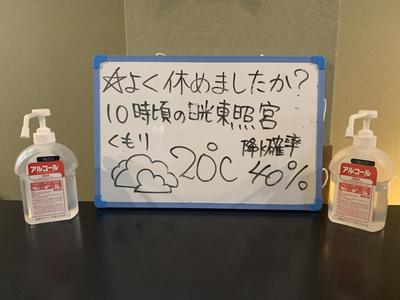 ☆よく休めましたか?
10時頃の日光東照宮
くもり
20℃
降水確率
40%
アルコール
アルコール